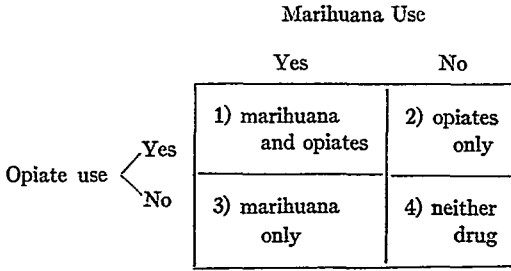 Marihuana Use
Yes No
1) marihuana 2) opiates
and opiates only
Yes
Opiate use
No
3) marihuana 4) neither
only drug